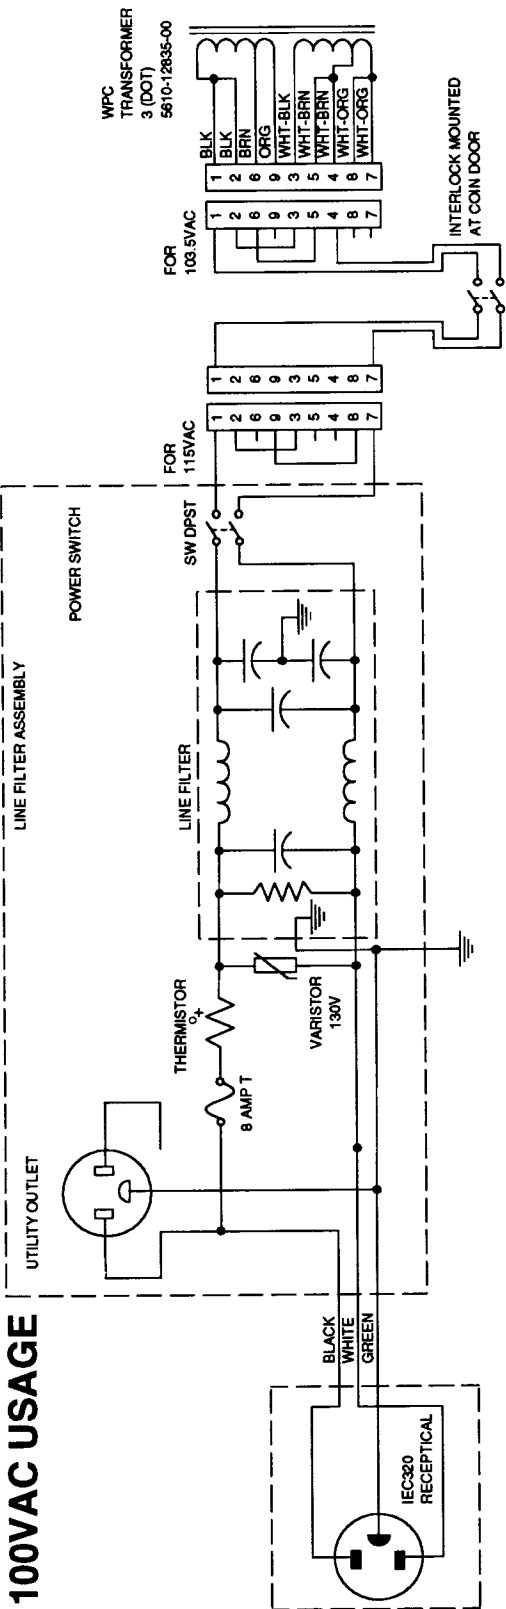 100VAC USAGE
UTILITY OUTLET
LINE FILTER ASSEMBLY
POWER SWITCH
IEC320
RECEPTICAL
BLACK
WHITE
GREEN
8 AMP T
THERMISTOR
O+
VARISTOR
130V
LINE FILTER
SW DPST
FOR
115VAC
1
2
6
9
3
5
4
8
7
1
2
6
9
3
5
4
8
7
INTERLOCK MOUNTED
AT COIN DOOR
FOR
103.5VAC
1
2
6
9
3
5
4
8
7
1
2
6
9
3
5
4
8
7
BLK
BLK
BRN
ORG
WHT-BLK
WHT-BRN
WHT-BRN
WHT-ORG
WHT-ORG
WPC
TRANSFORMER
3 (DOT)
5610-12835-00